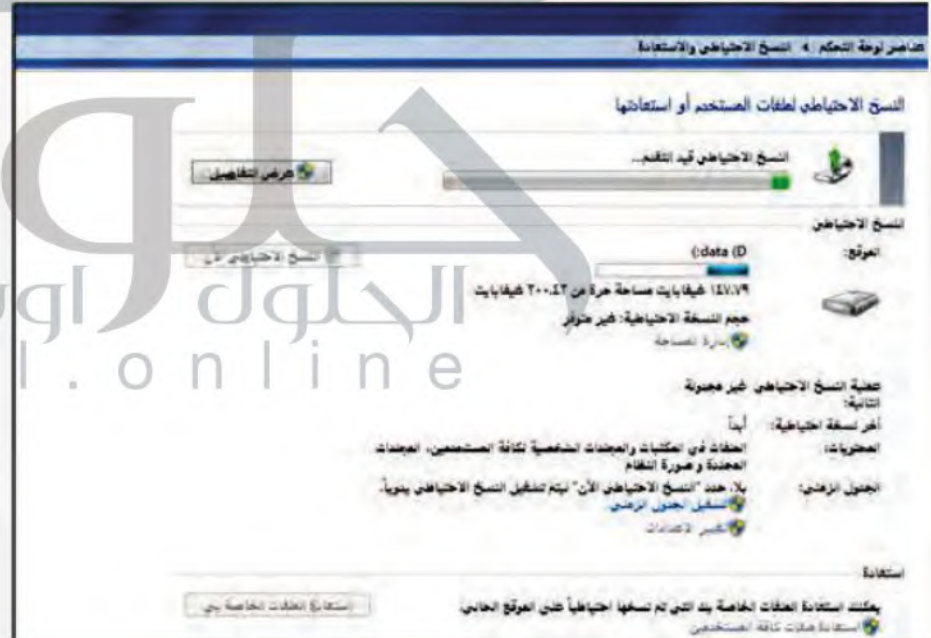 عناصر لوحة التحكم ◂ النسخ الاحتياطي والاستعادة
النسخ الاحتياطي لملفات المستخدم أو استعادتها
النسخ الاحتياطي قيد التقدم...
عرض التفاصيل
النسخ الاحتياطي
الموقع:
data (D:)
النسخ الاحتياطي الآن
١٤٧.٧٩ غيغابايت مساحة حرة من ٢٠٠.٤٢ غيغابايت
حجم النسخة الاحتياطية: غير متوفر
إدارة المساحة
عملية النسخ الاحتياطي التالية: غير مجدولة
آخر نسخة احتياطية: أبداً
المحتويات: الملفات في المكتبات والمجلدات الشخصية لكافة المستخدمين، المجلدات
المحددة وصورة النظام
الجدول الزمني: بلا. حدد "النسخ الاحتياطي الآن" ليتم تشغيل النسخ الاحتياطي يدوياً.
تشغيل الجدول الزمني
تغيير الإعدادات
استعادة
يمكنك استعادة الملفات الخاصة بك التي تم نسخها احتياطياً على الموقع الحالي.
استعادة الملفات الخاصة بي
استعادة ملفات كافة المستخدمين
حلول
الحلول
l.online